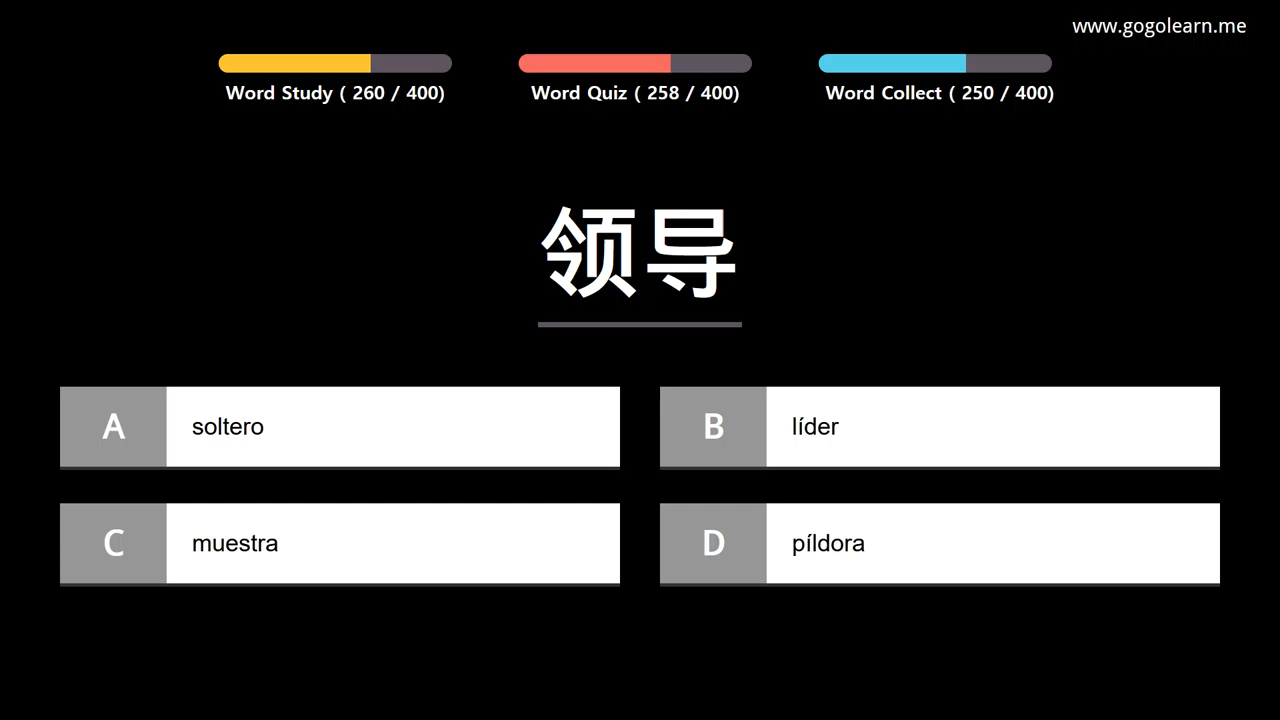 www.gogolearn.me
Word Study ( 260 / 400)
Word Quiz ( 258 / 400)
Word Collect ( 250 / 400)
领导
A soltero
B líder
C muestra
D píldora